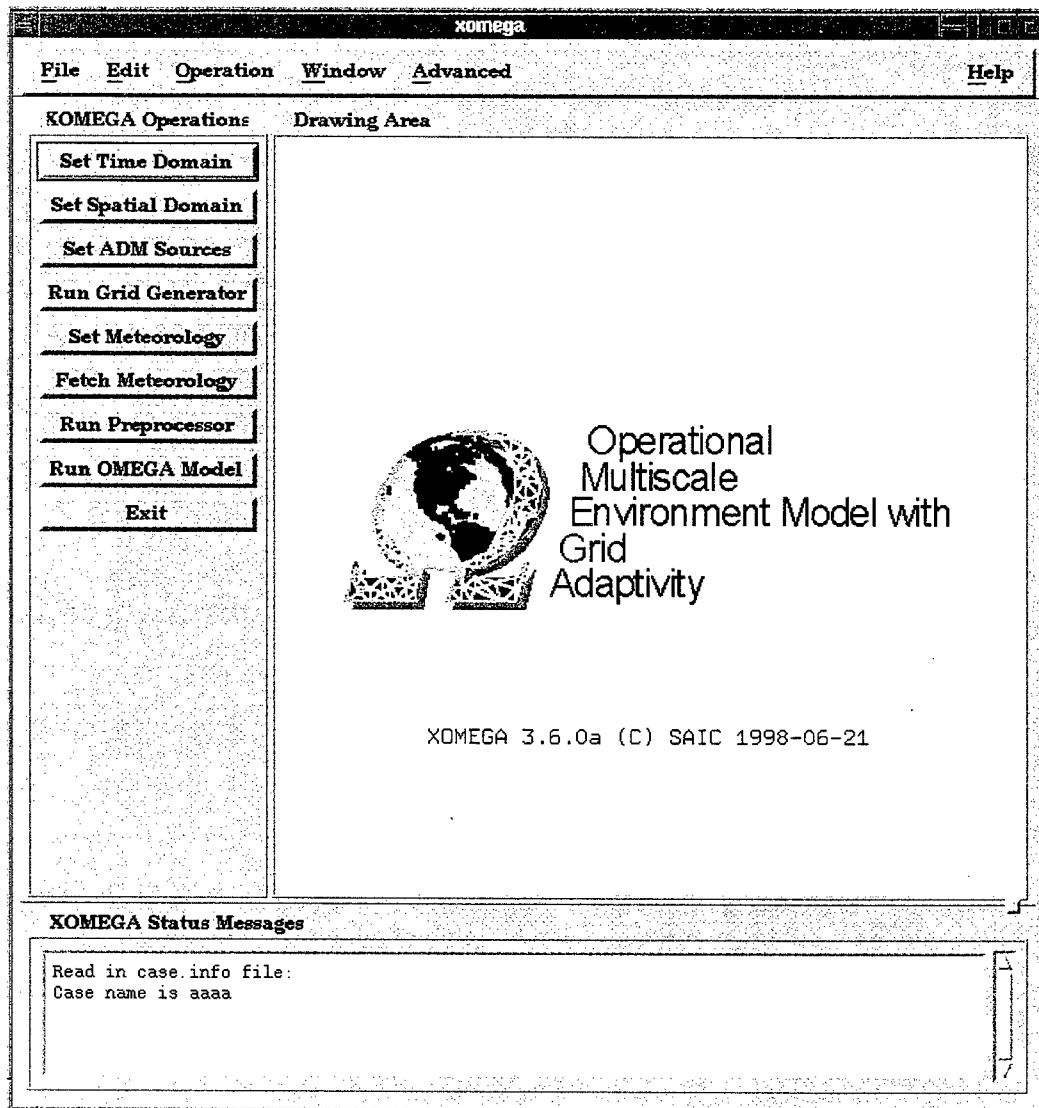 xomega
File Edit Operation Window Advanced Help
XOMEGA Operations Drawing Area
Set Time Domain
Set Spatial Domain
Set ADM Sources
Run Grid Generator
Set Meteorology
Fetch Meteorology
Run Preprocessor
Run OMEGA Model
Exit
Operational
Multiscale
Environment Model with
Grid
Adaptivity
XOMEGA 3.6.0a (C) SAIC 1998-06-21
XOMEGA Status Messages
Read in case.info file:
Case name is aaaa